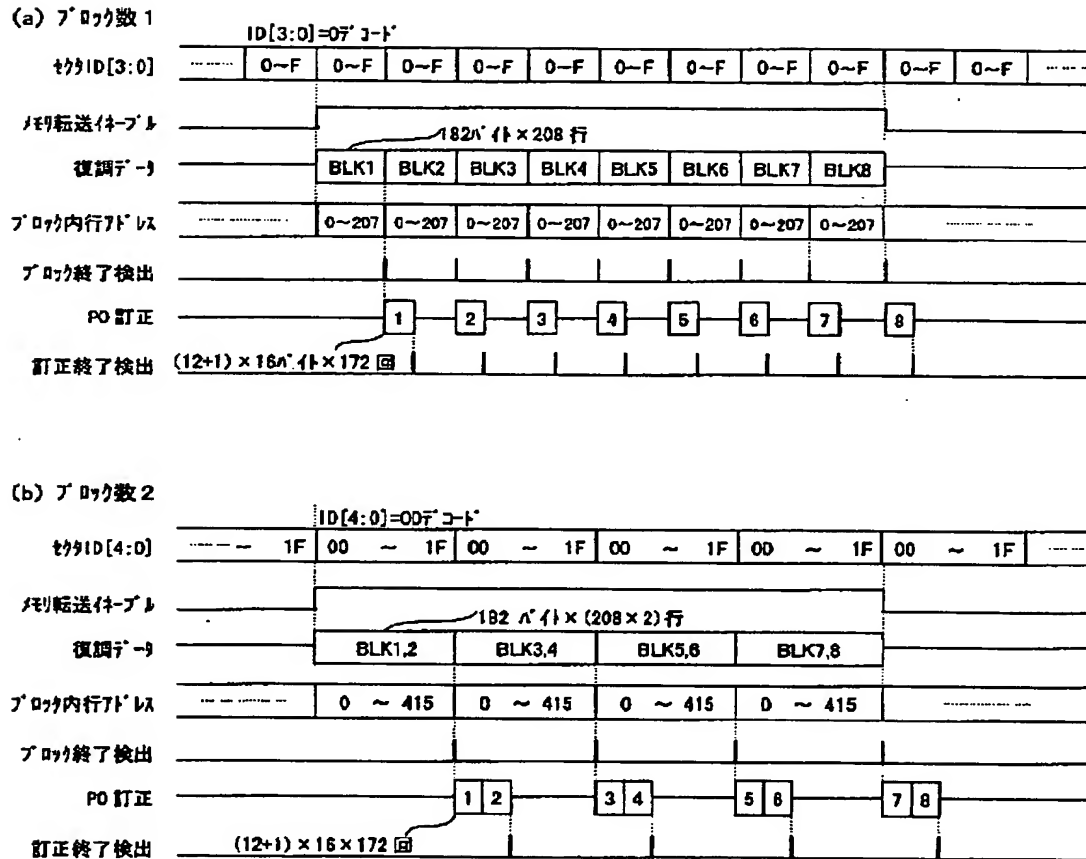 (a) ブロック数1
ID[3:0]=0デコード
セクタID[3:0] 0~F 0~F 0~F 0~F 0~F 0~F 0~F 0~F 0~F 0~F 0~F
メモリ転送イネーブル
182バイト×208行
復調データ BLK1 BLK2 BLK3 BLK4 BLK5 BLK6 BLK7 BLK8
ブロック内行アドレス 0~207 0~207 0~207 0~207 0~207 0~207 0~207 0~207
ブロック終了検出
PO訂正 1 2 3 4 5 6 7 8
訂正終了検出 (12+1)×16バイト×172回
(b) ブロック数2
ID[4:0]=00デコード
セクタID[4:0] ~ 1F 00 ~ 1F 00 ~ 1F 00 ~ 1F 00 ~ 1F 00 ~ 1F
メモリ転送イネーブル
182バイト×(208×2)行
復調データ BLK1,2 BLK3,4 BLK5,6 BLK7,8
ブロック内行アドレス 0 ~ 415 0 ~ 415 0 ~ 415 0 ~ 415
ブロック終了検出
PO訂正 1 2 3 4 5 6 7 8
訂正終了検出 (12+1)×16×172回